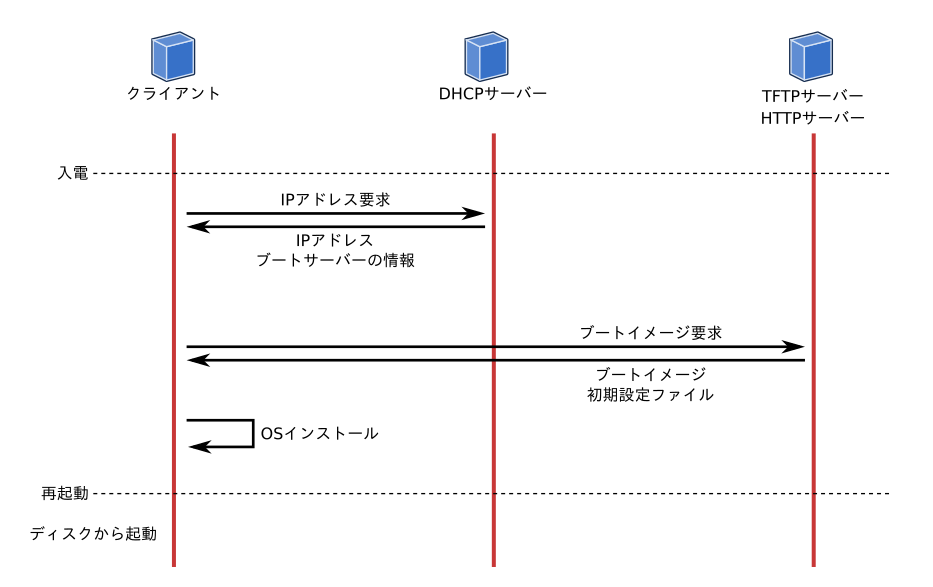 クライアント
DHCPサーバー
TFTPサーバー
HTTPサーバー
入電
IPアドレス要求
IPアドレス
ブートサーバーの情報
ブートイメージ要求
ブートイメージ
初期設定ファイル
OSインストール
再起動
ディスクから起動